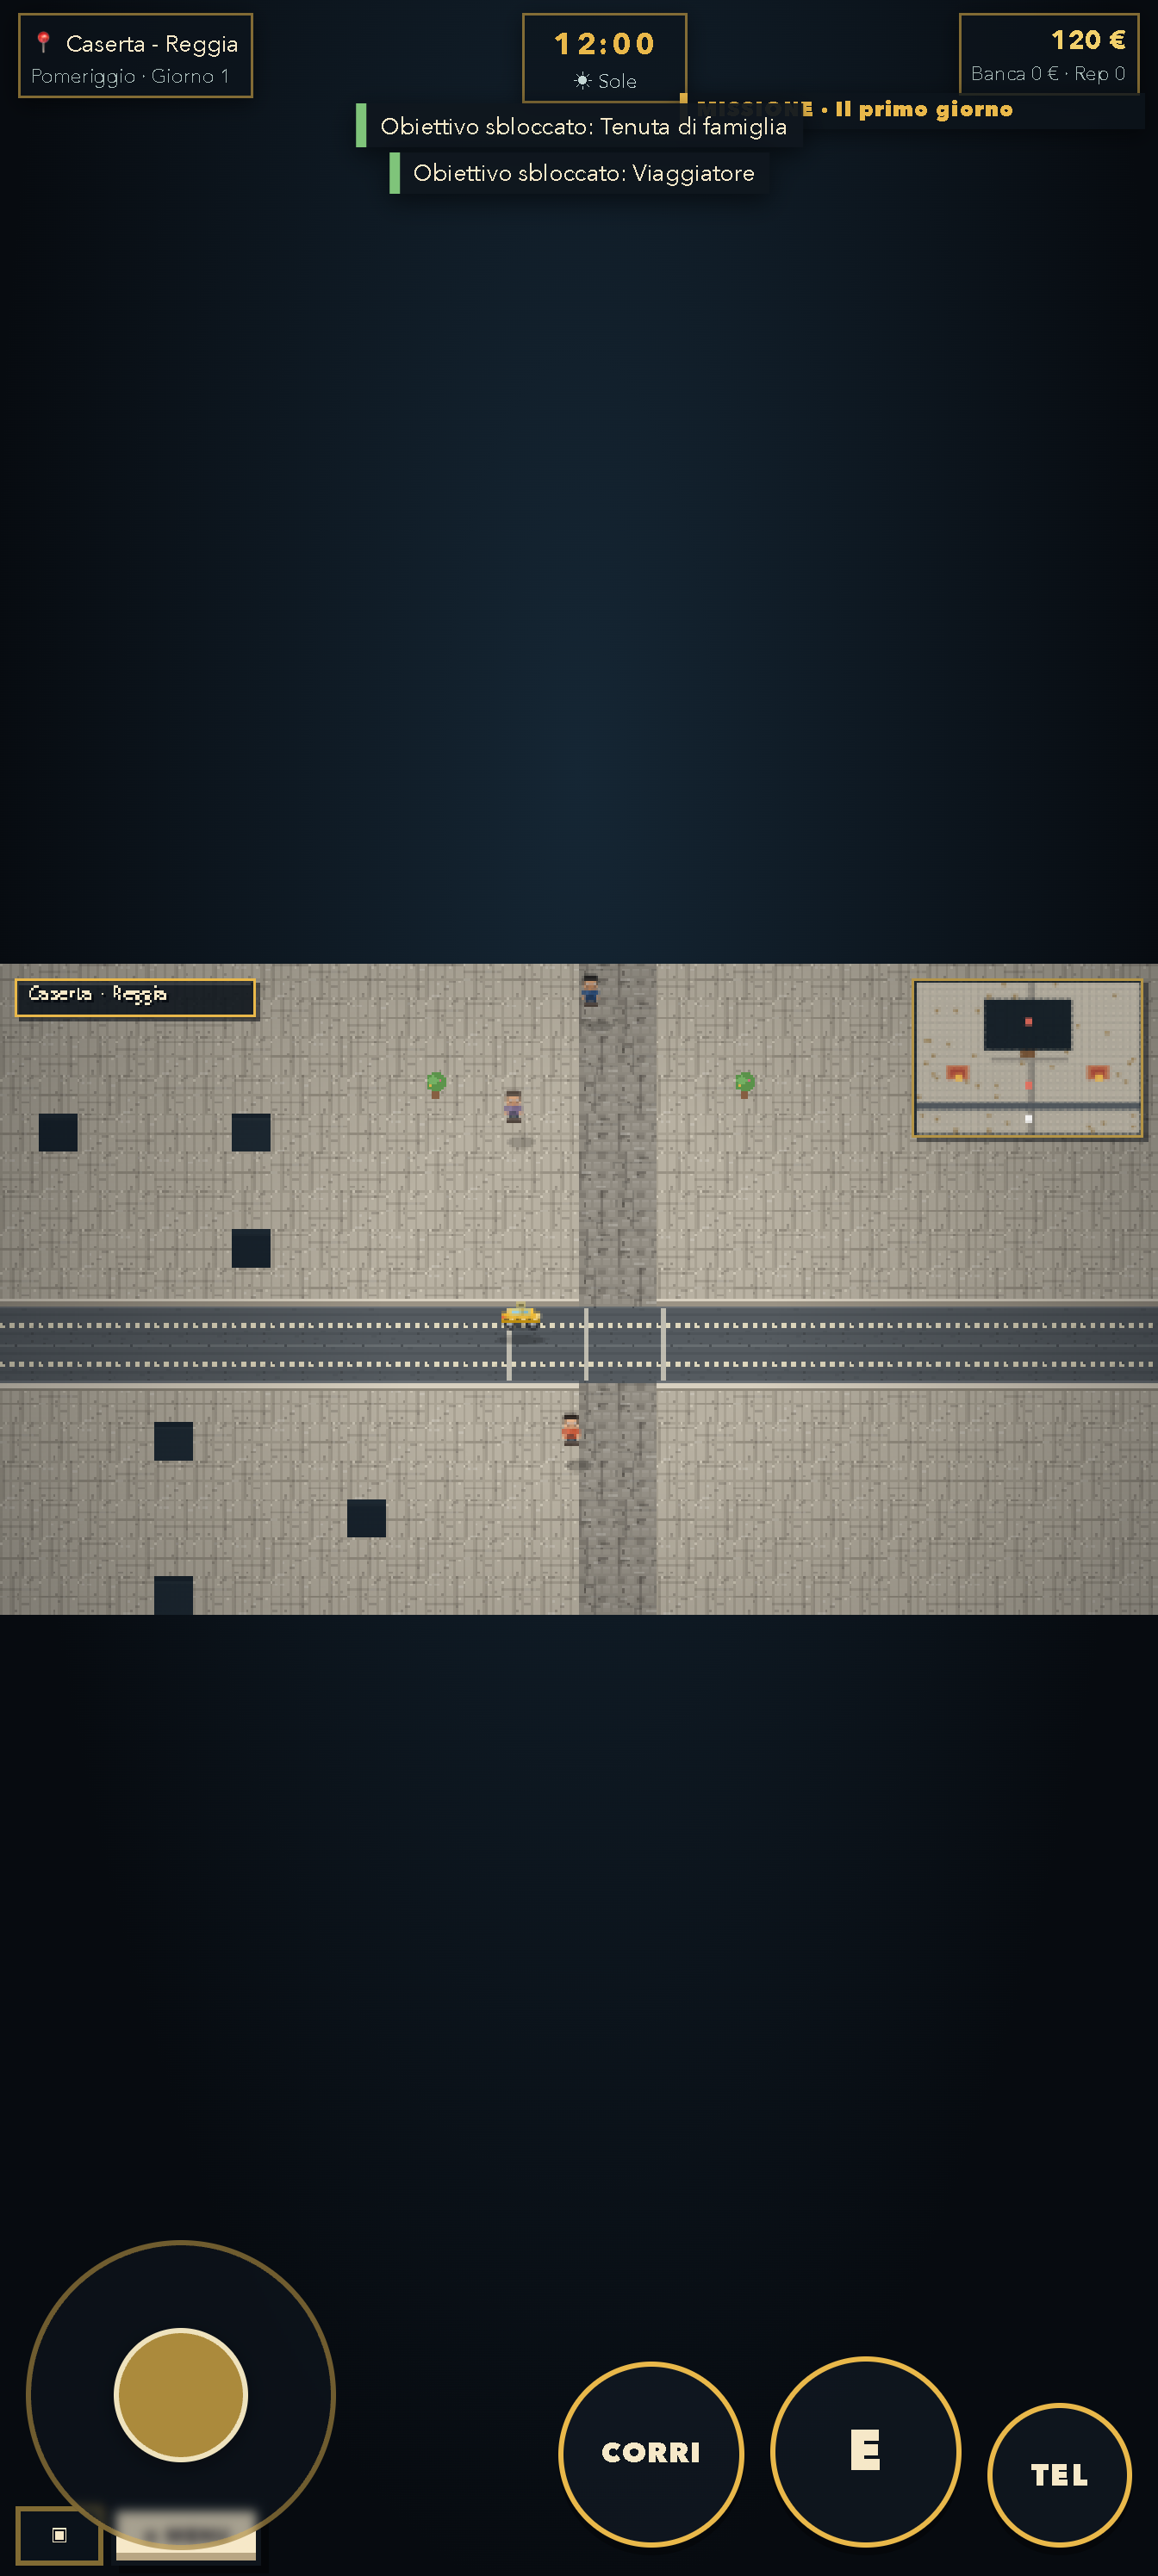 📍 Caserta - Reggia
Pomeriggio · Giorno 1
12:00
☀ Sole
120 €
Banca 0 € · Rep 0
MISSIONE · Il primo giorno
Obiettivo sbloccato: Tenuta di famiglia
Obiettivo sbloccato: Viaggiatore
Caserta · Reggia
CORRI
E
TEL